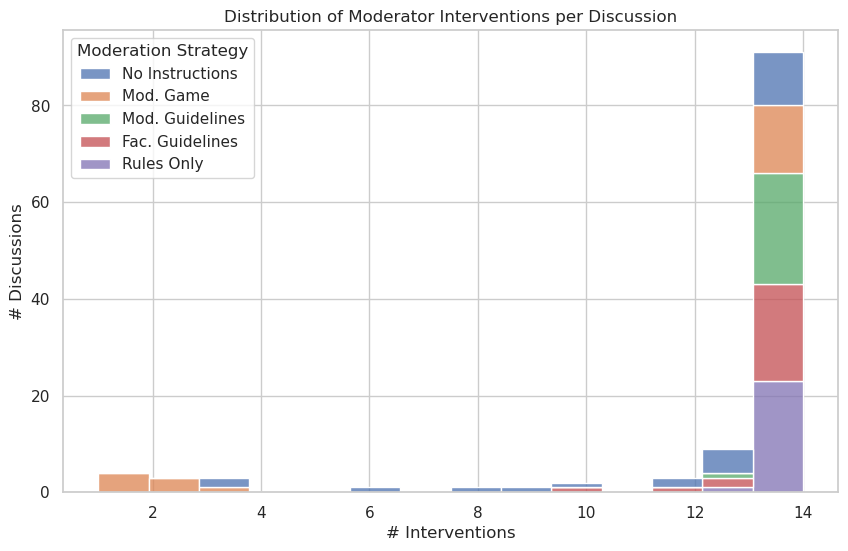 Distribution of Moderator Interventions per Discussion
Moderation Strategy
No Instructions
Mod. Game
Mod. Guidelines
Fac. Guidelines
Rules Only
# Discussions
80
60
40
20
0
2 4 6 8 10 12 14
# Interventions